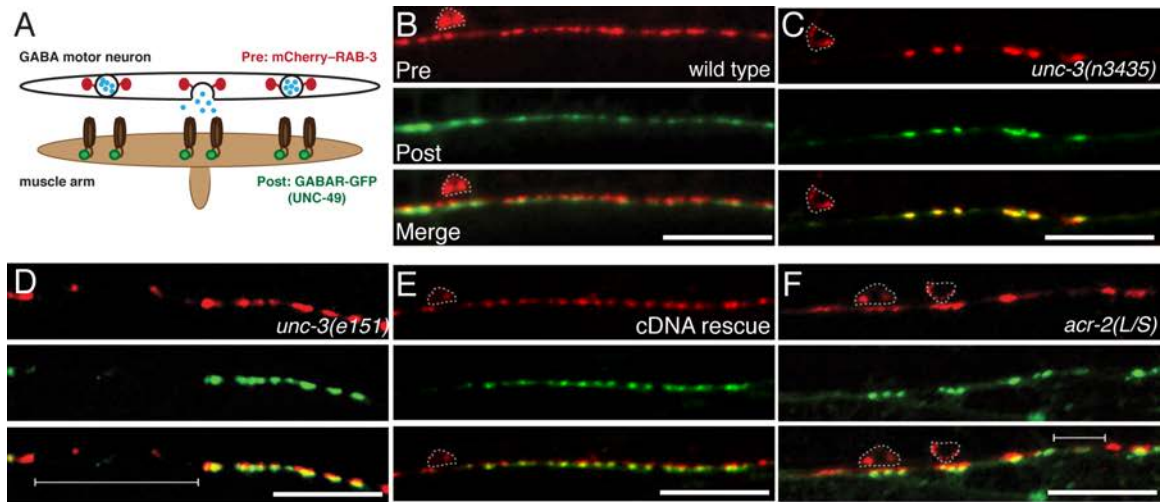 A
GABA motor neuron
Pre: mCherry–RAB-3
muscle arm
Post: GABAR-GFP
(UNC-49)
B
Pre
wild type
Post
Merge
C
unc-3(n3435)
D
unc-3(e151)
E
cDNA rescue
F
acr-2(L/S)